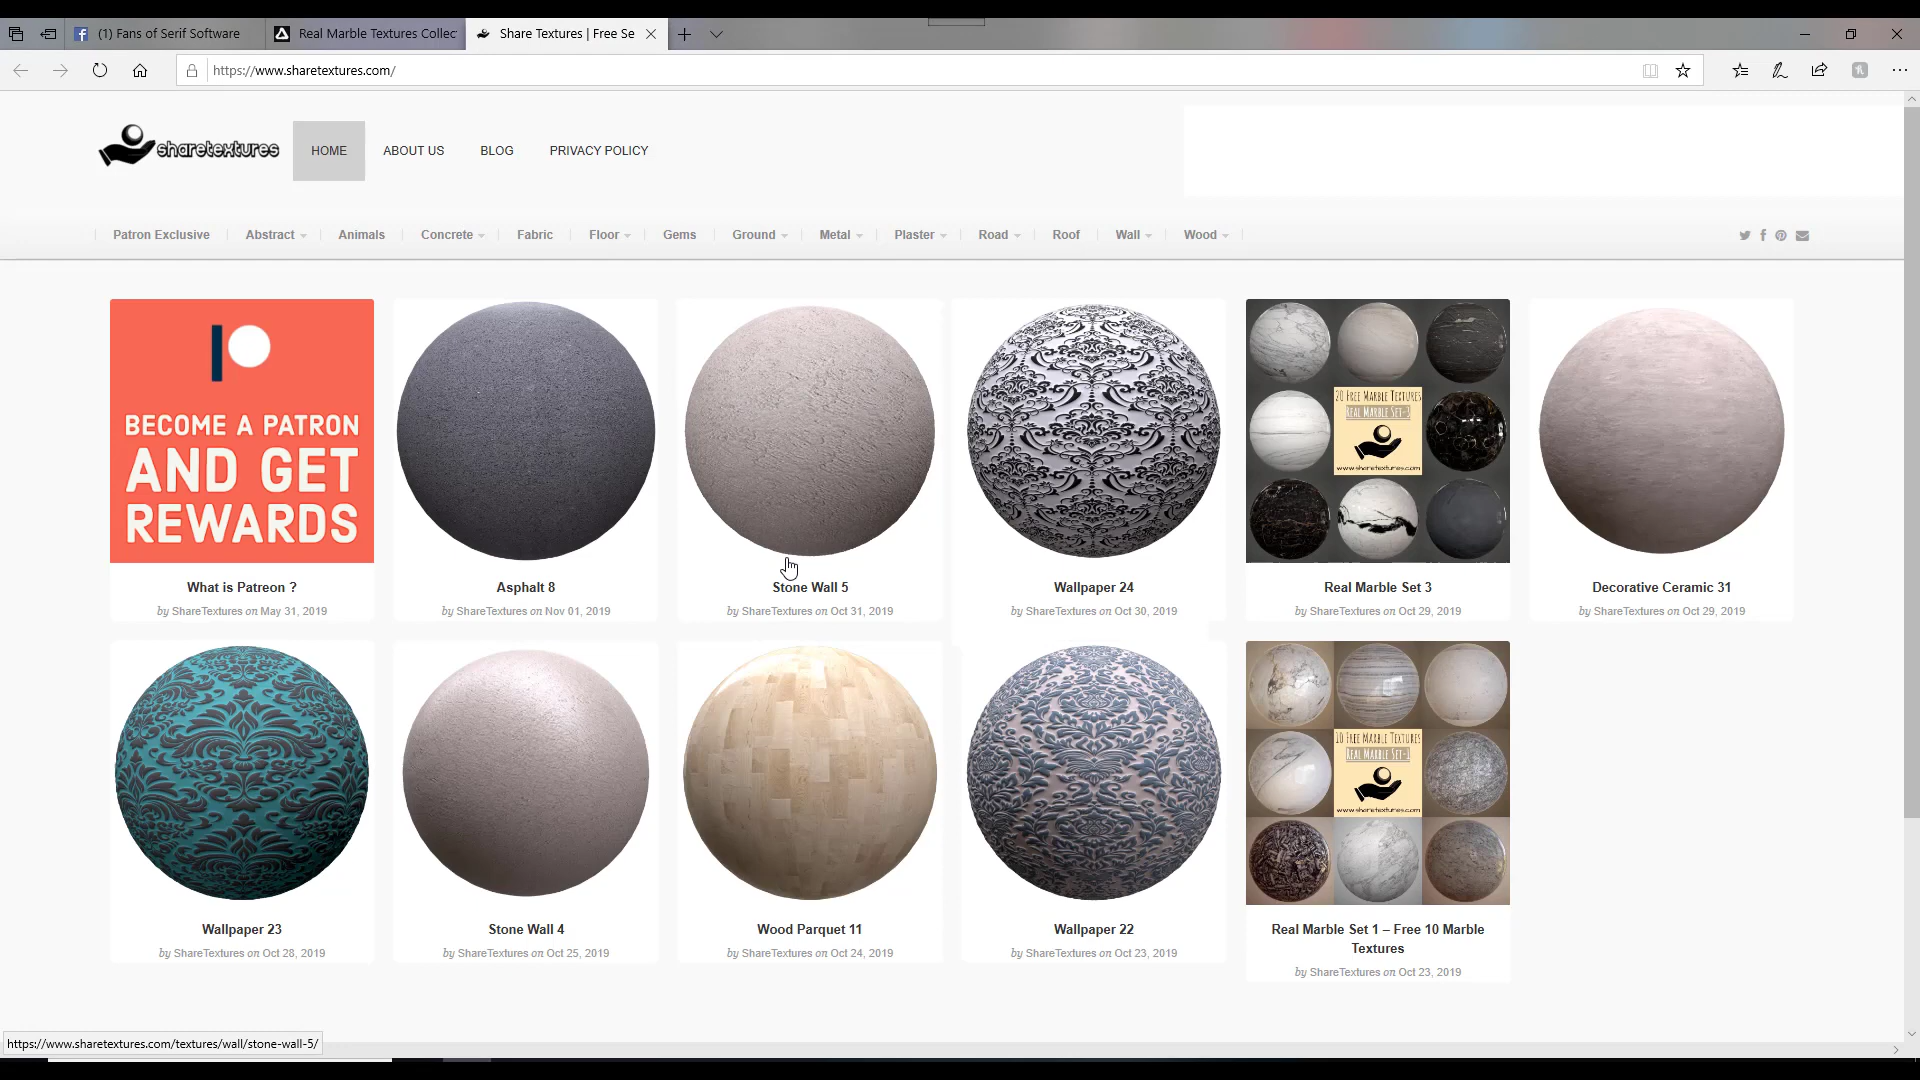 (1) Fans of Serif Software
Real Marble Textures Collec
Share Textures | Free Se
https://www.sharetextures.com/
sharetextures
HOME
ABOUT US
BLOG
PRIVACY POLICY
Patron Exclusive
Abstract
Animals
Concrete
Fabric
Floor
Gems
Ground
Metal
Plaster
Road
Roof
Wall
Wood
BECOME A PATRON
AND GET
REWARDS
20 FREE MARBLE TEXTURES
REAL MARBLE SET-3
www.sharetextures.com
What is Patreon ?
by ShareTextures on May 31, 2019
Asphalt 8
by ShareTextures on Nov 01, 2019
Stone Wall 5
by ShareTextures on Oct 31, 2019
Wallpaper 24
by ShareTextures on Oct 30, 2019
Real Marble Set 3
by ShareTextures on Oct 29, 2019
Decorative Ceramic 31
by ShareTextures on Oct 29, 2019
10 FREE MARBLE TEXTURES
www.sharetextures.com
Wallpaper 23
by ShareTextures on Oct 28, 2019
Stone Wall 4
by ShareTextures on Oct 25, 2019
Wood Parquet 11
by ShareTextures on Oct 24, 2019
Wallpaper 22
by ShareTextures on Oct 23, 2019
Real Marble Set 1 – Free 10 Marble
Textures
by ShareTextures on Oct 23, 2019
https://www.sharetextures.com/textures/wall/stone-wall-5/